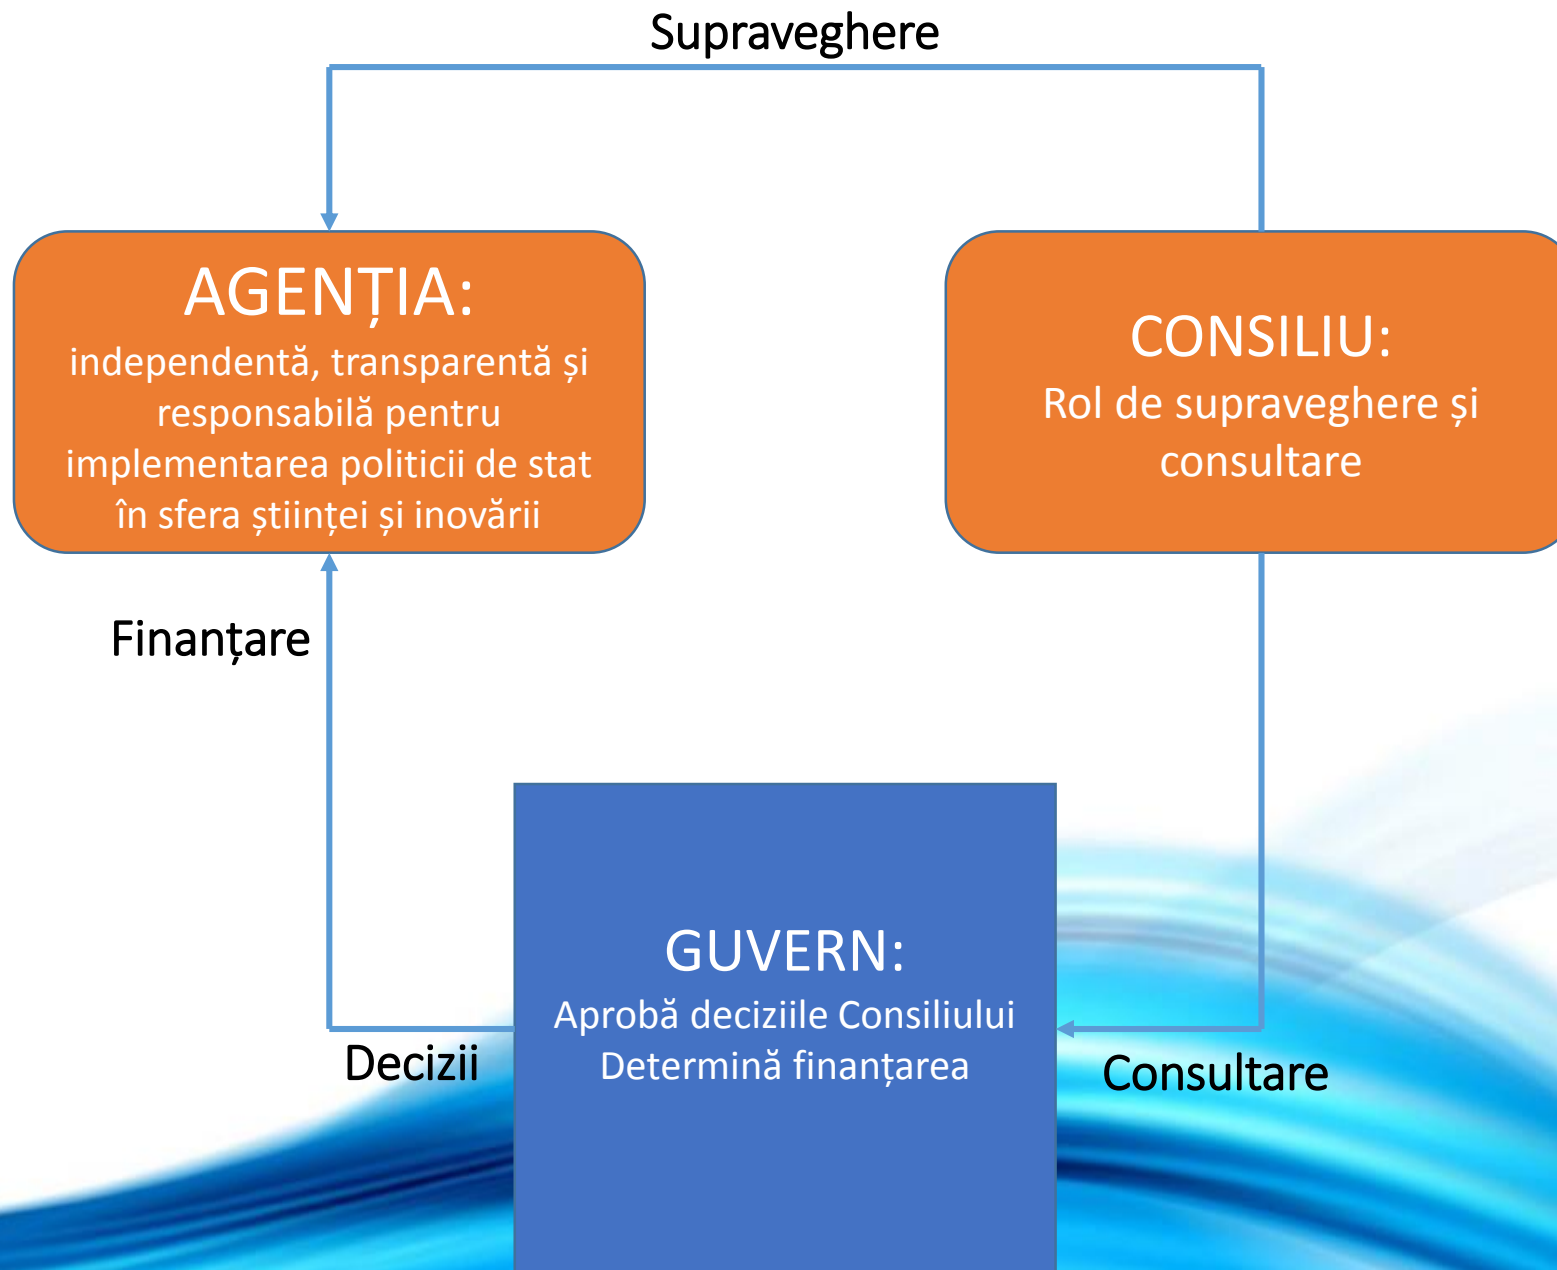 Supraveghere
AGENȚIA:
independentă, transparentă și
responsabilă pentru
implementarea politicii de stat
în sfera științei și inovării
CONSILIU:
Rol de supraveghere și
consultare
Finanțare
GUVERN:
Aprobă deciziile Consiliului
Determină finanțarea
Decizii
Consultare